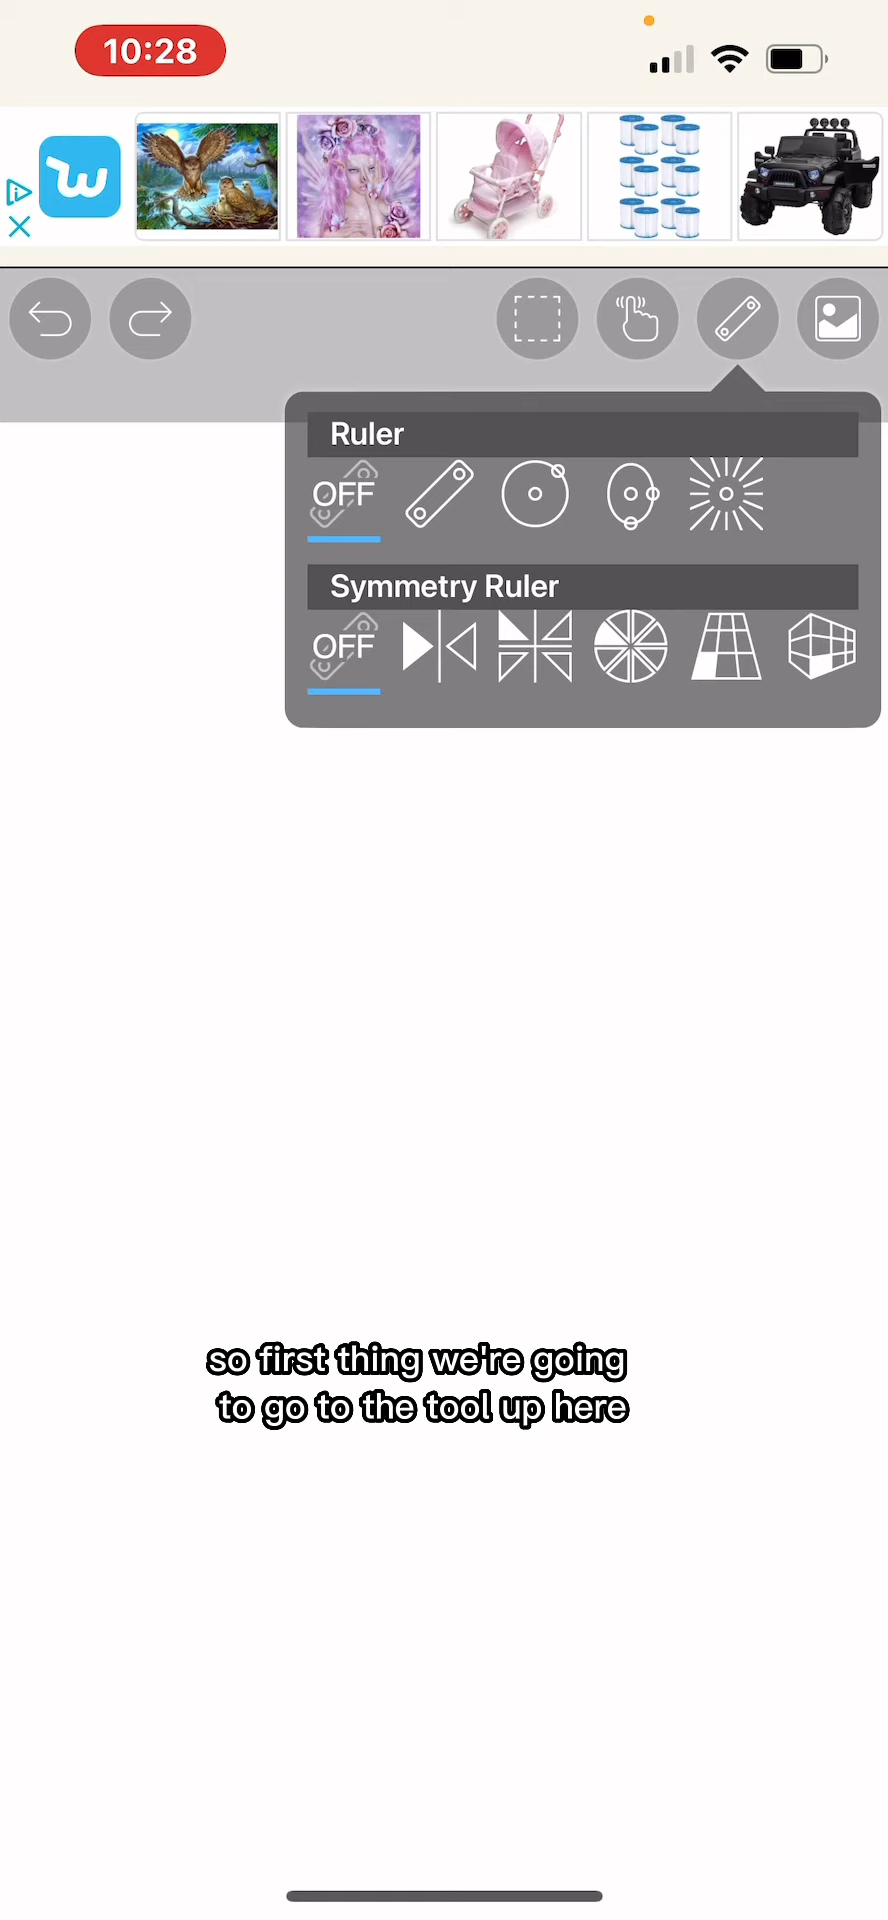 10:28
Ruler
OFF
Symmetry Ruler
OFF
so first thing we're going
to go to the tool up here